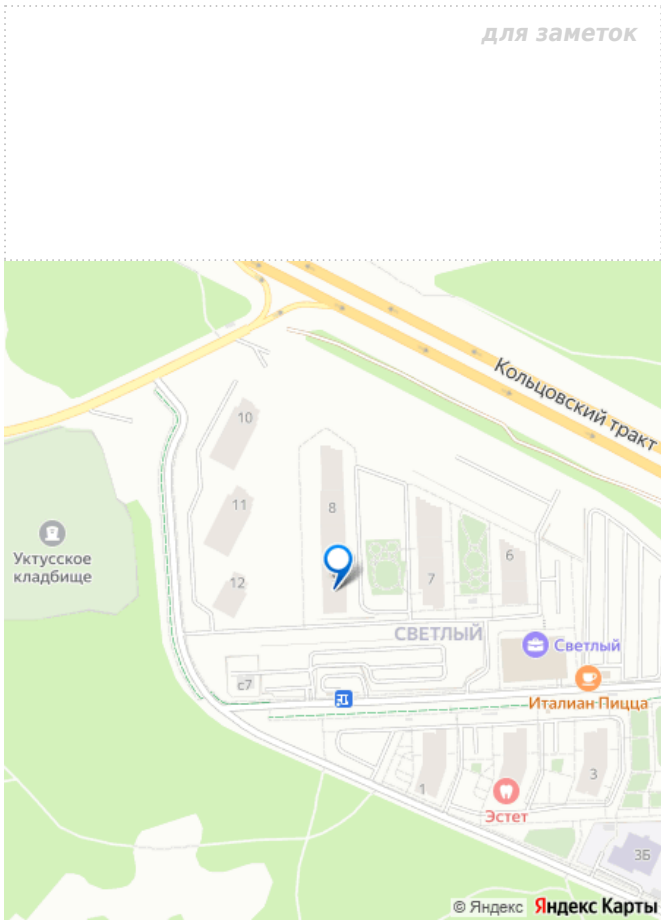 для заметок
Кольцовский тракт
10
8
11
Уктусское
кладбище
12
7
6
СВЕТЛЫЙ
Светлый
с7
Италиан Пицца
1
3
Эстет
3Б
© Яндекс Яндекс Карты